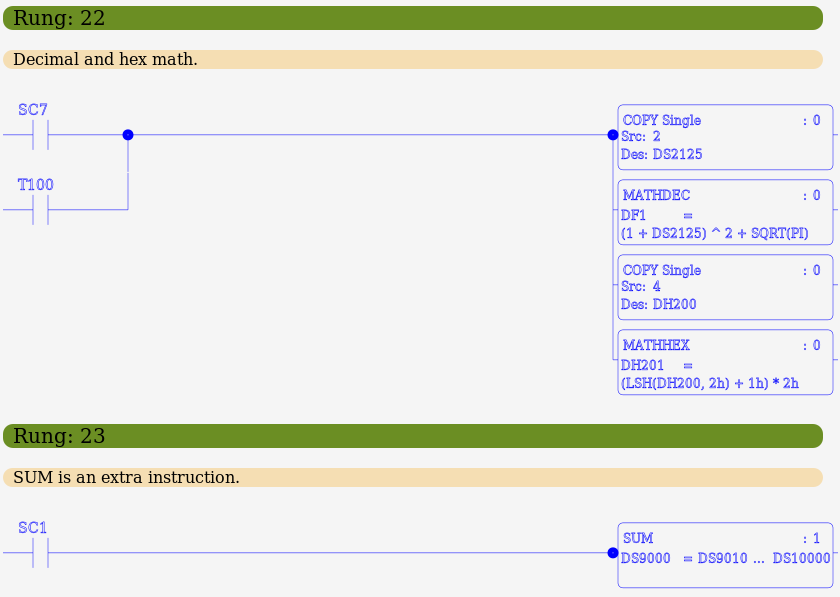 Rung: 22
Decimal and hex math.
SC7
T100
COPY Single : 0
Src: 2
Des: DS2125
MATHDEC : 0
DF1 =
(1 + DS2125) ^ 2 + SQRT(PI)
COPY Single : 0
Src: 4
Des: DH200
MATHHEX : 0
DH201 =
(LSH(DH200, 2h) + 1h) * 2h
Rung: 23
SUM is an extra instruction.
SC1
SUM : 1
DS9000 = DS9010 ... DS10000